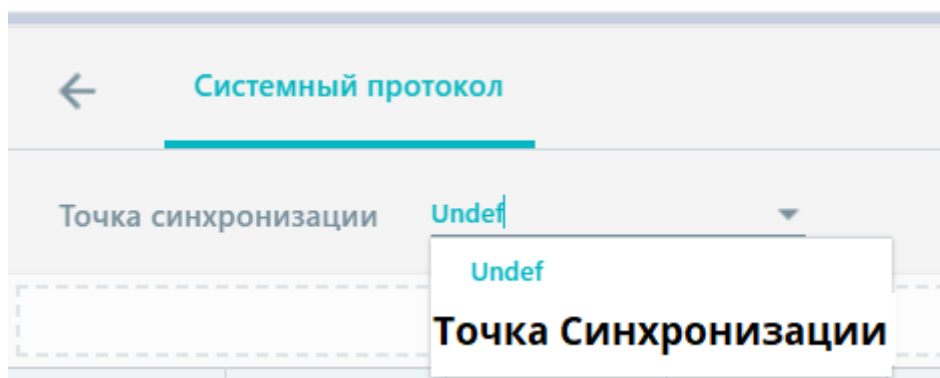 Системный протокол
Точка синхронизации Undef
Undef
Точка Синхронизации